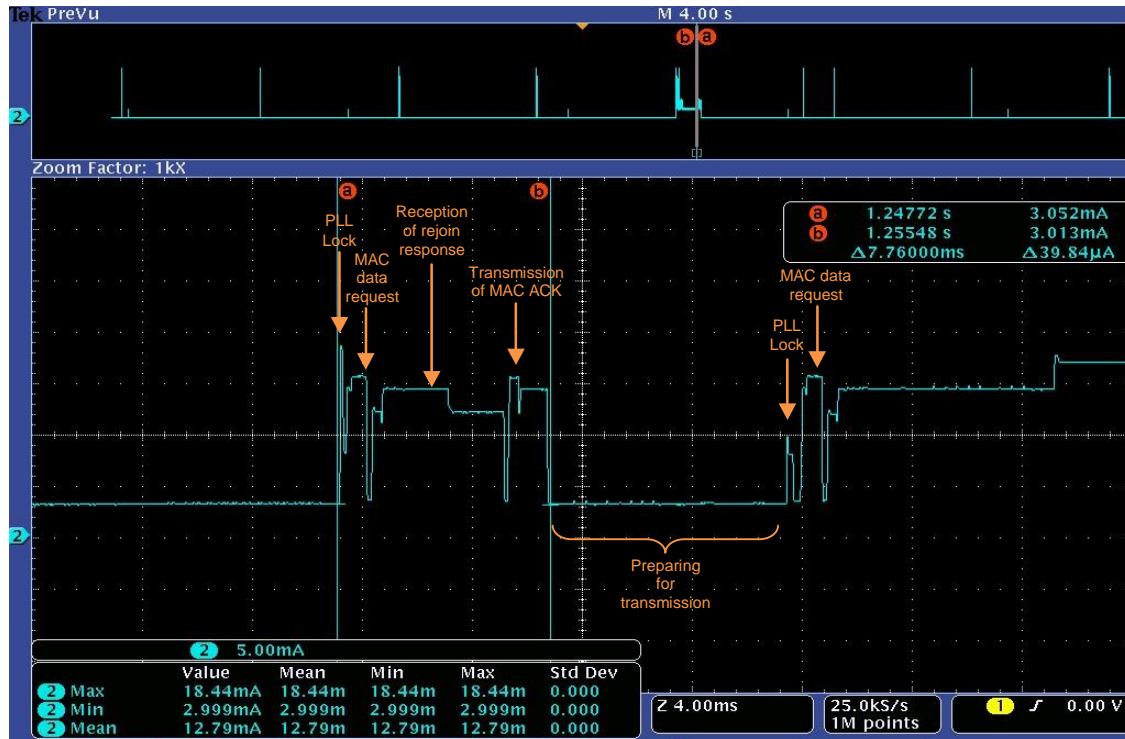 Tek PreVu M 4.00 s
b a
2
Zoom Factor: 1kX
a b
a 1.24772 s 3.052mA
b 1.25548 s 3.013mA
Δ7.76000ms Δ39.84µA
PLL
Lock
MAC
data
request
Reception
of rejoin
response
Transmission
of MAC ACK
PLL
Lock
MAC data
request
2
Preparing
for
transmission
2 5.00mA
Value Mean Min Max Std Dev
2 Max 18.44mA 18.44m 18.44m 18.44m 0.000
2 Min 2.999mA 2.999m 2.999m 2.999m 0.000
2 Mean 12.79mA 12.79m 12.79m 12.79m 0.000
Z 4.00ms
25.0kS/s
1M points
1 0.00 V